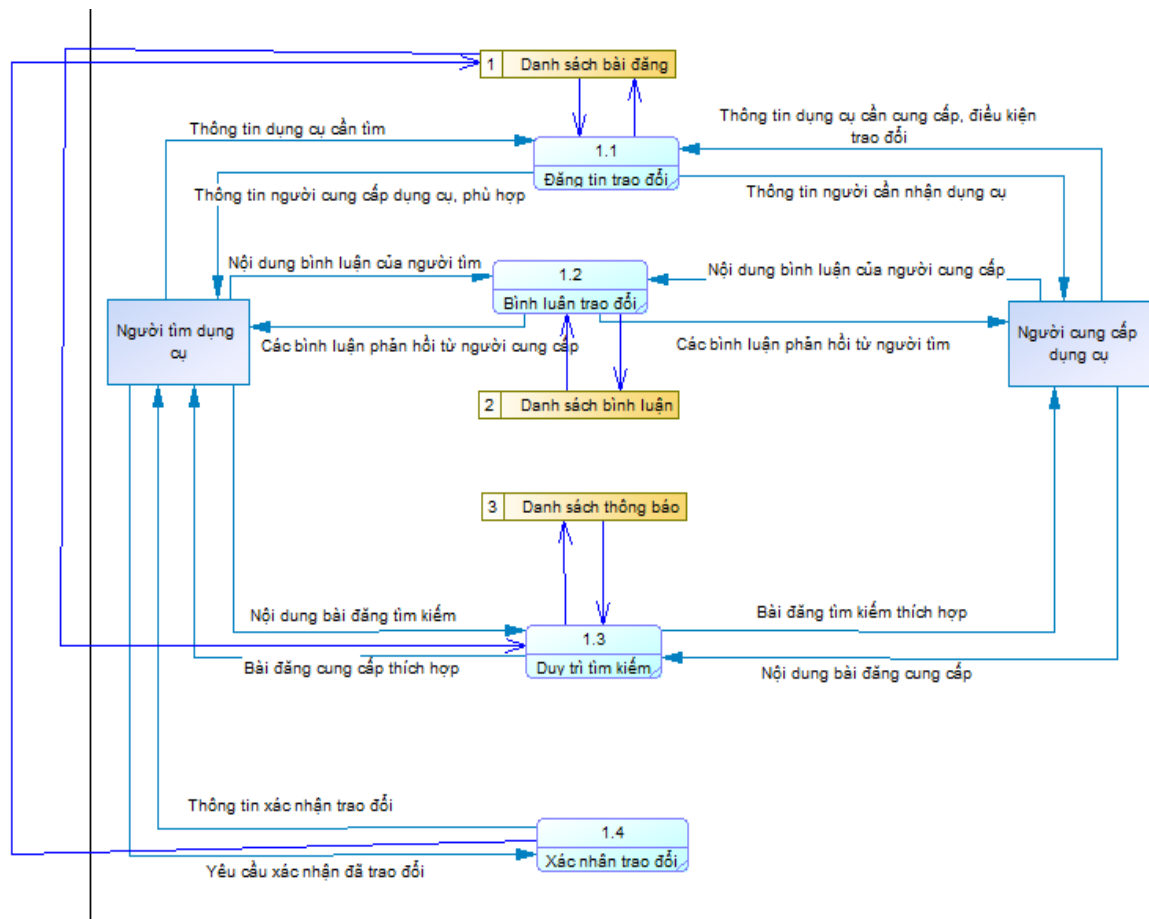 1 Danh sách bài đăng
Thông tin dụng cụ cần tìm
Thông tin dụng cụ cần cung cấp, điều kiện
trao đổi
1.1
Đăng tin trao đổi
Thông tin người cung cấp dụng cụ, phù hợp
Thông tin người cần nhận dụng cụ
Nội dung bình luận của người tìm
1.2
Bình luận trao đổi
Nội dung bình luận của người cung cấp
Người tìm dụng
cụ
Các bình luận phản hồi từ người cung cấp
Các bình luận phản hồi từ người tìm
Người cung cấp
dụng cụ
2 Danh sách bình luận
3 Danh sách thông báo
Nội dung bài đăng tìm kiếm
Bài đăng tìm kiếm thích hợp
1.3
Duy trì tìm kiếm
Bài đăng cung cấp thích hợp
Nội dung bài đăng cung cấp
Thông tin xác nhận trao đổi
1.4
Xác nhân trao đổi
Yêu cầu xác nhận đã trao đổi